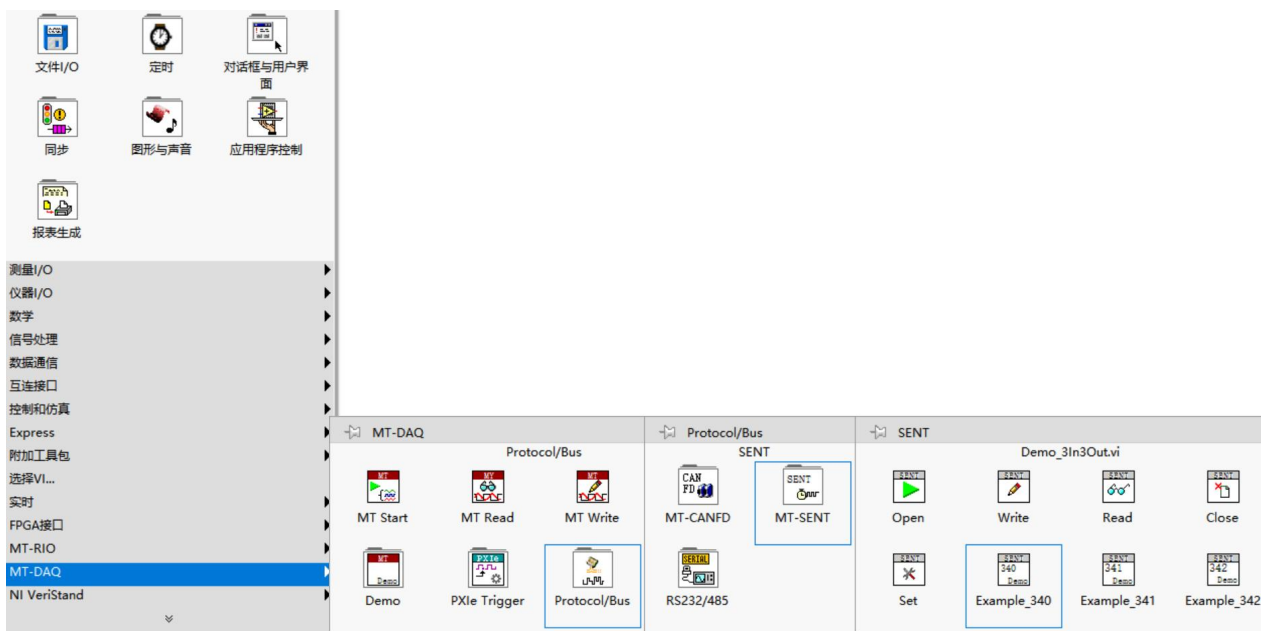 文件I/O
定时
对话框与用户界面
同步
图形与声音
应用程序控制
报表生成
测量I/O
仪器I/O
数学
信号处理
数据通信
互连接口
控制和仿真
Express
附加工具包
选择VI...
实时
FPGA接口
MT-RIO
MT-DAQ
NI VeriStand
MT-DAQ
Protocol/Bus
MT
MY
MT
MT Start
MT Read
MT Write
MT
Demo
PXIe
Demo
PXIe Trigger
Protocol/Bus
Protocol/Bus
SENT
CAN
FD
SENT
MT-CANFD
MT-SENT
SERIAL
RS232/485
SENT
Demo_3In3Out.vi
SENT
SENT
SENT
SENT
Open
Write
Read
Close
SENT
SENT
340
Demo
SENT
341
Demo
SENT
342
Demo
Set
Example_340
Example_341
Example_342